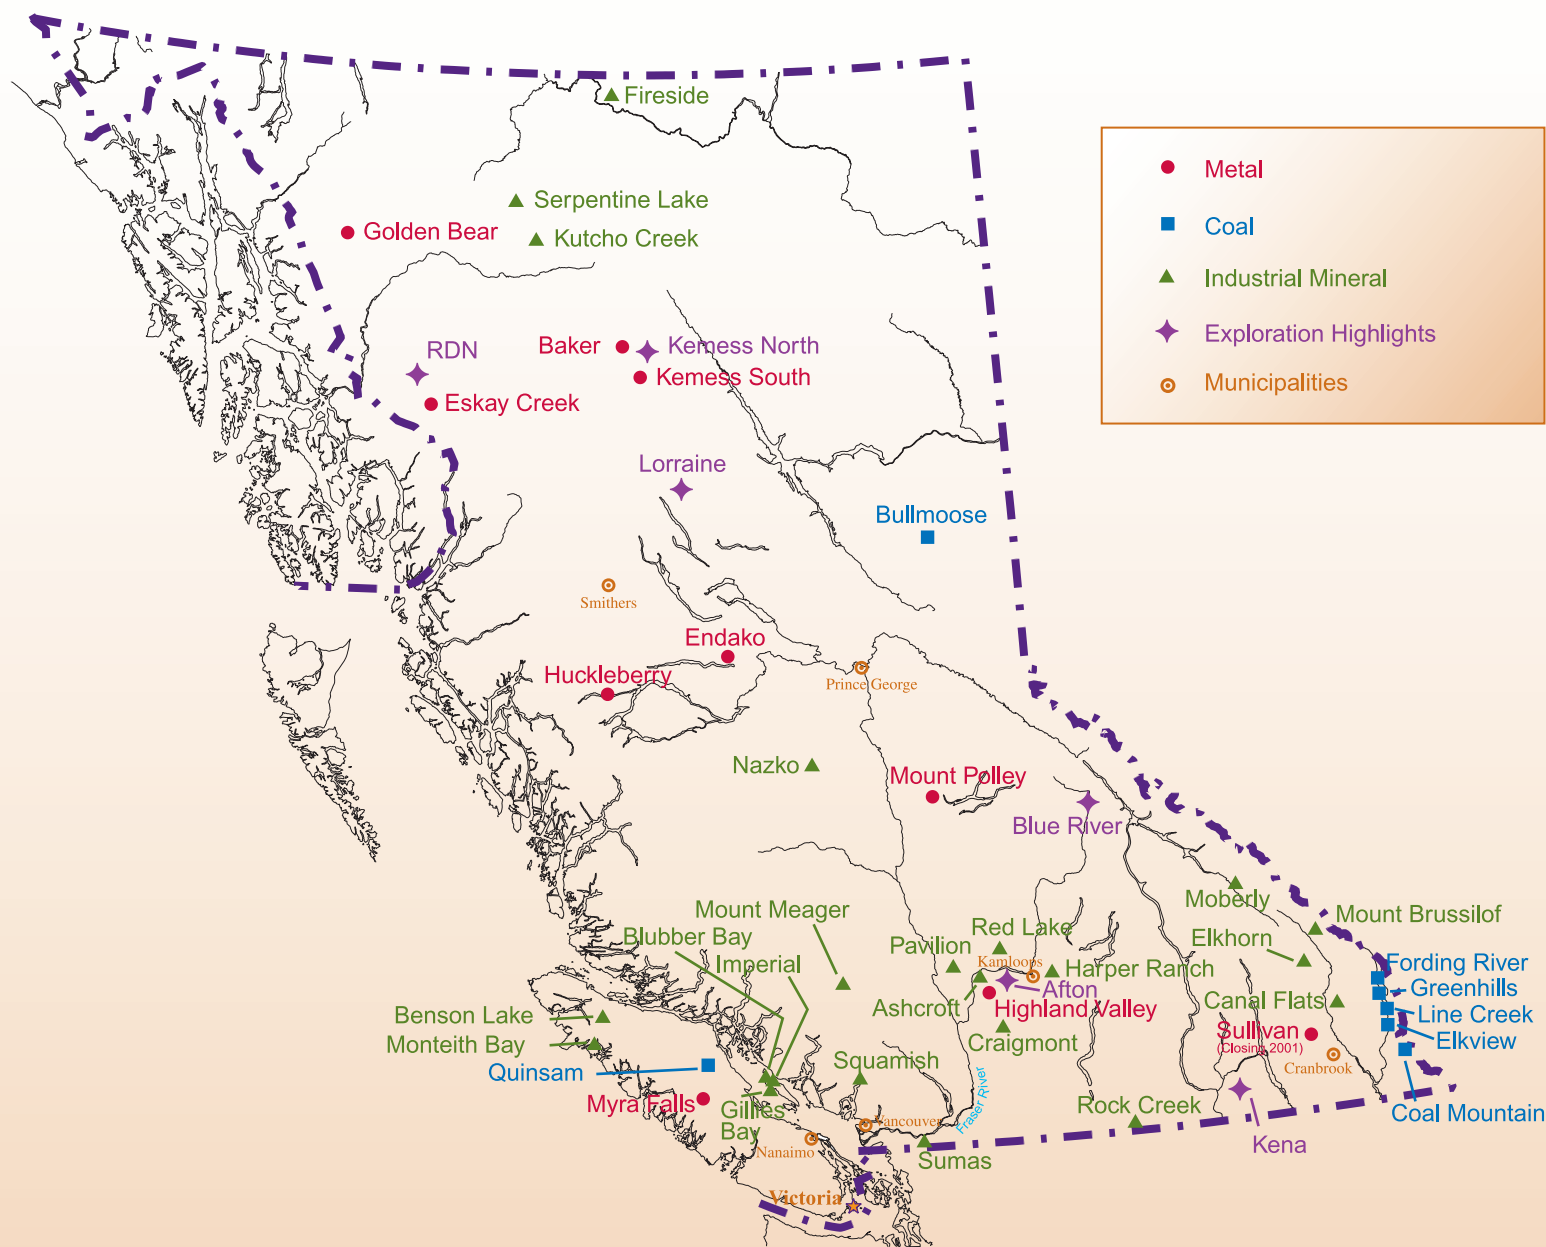 Fireside
Metal
Serpentine Lake
Coal
Golden Bear
Kutcho Creek
Industrial Mineral
Exploration Highlights
RDN
Baker
Kemess North
Kemess South
Municipalities
Eskay Creek
Lorraine
Bullmoose
Smithers
Endako
Huckleberry
Prince George
Nazko
Mount Polley
Blue River
Moberly
Mount Meager
Mount Brussilof
Blubber Bay
Red Lake
Elkhorn
Pavilion
Imperial
Kamloops
Harper Ranch
Fording River
Afton
Greenhills
Ashcroft
Highland Valley
Canal Flats
Line Creek
Benson Lake
Craigmont
Sullivan
(Closing 2001)
Elkview
Monteith Bay
Squamish
Cranbrook
Quinsam
Myra Falls
Gillies
Bay
Fraser River
Rock Creek
Coal Mountain
Vancouver
Nanaimo
Sumas
Kena
Victoria